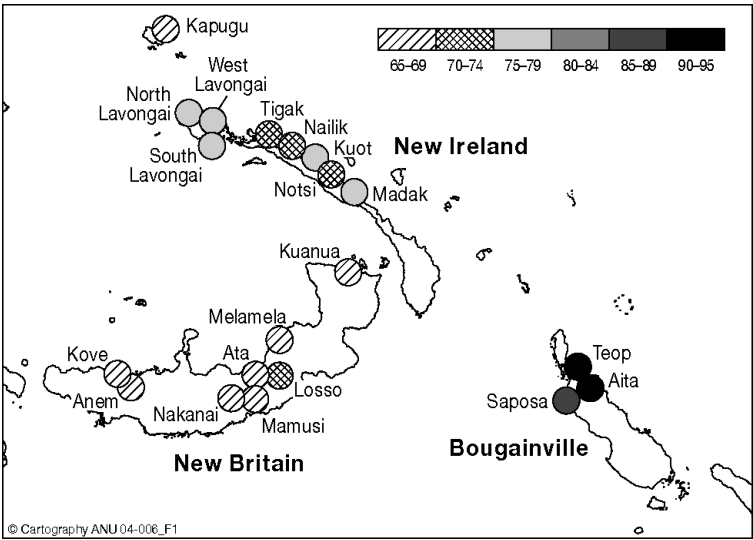 Kapugu
65–69 70–74 75–79 80–84 85–89 90–95
West
Lavongai
North
Lavongai
Tigak
Nailik
Kuot
New Ireland
South
Lavongai
Notsi
Madak
Kuanua
Melamela
Kove
Ata
Teop
Aita
Anem
Losso
Saposa
Nakanai
Mamusi
New Britain
Bougainville
© Cartography ANU 04-006_F1